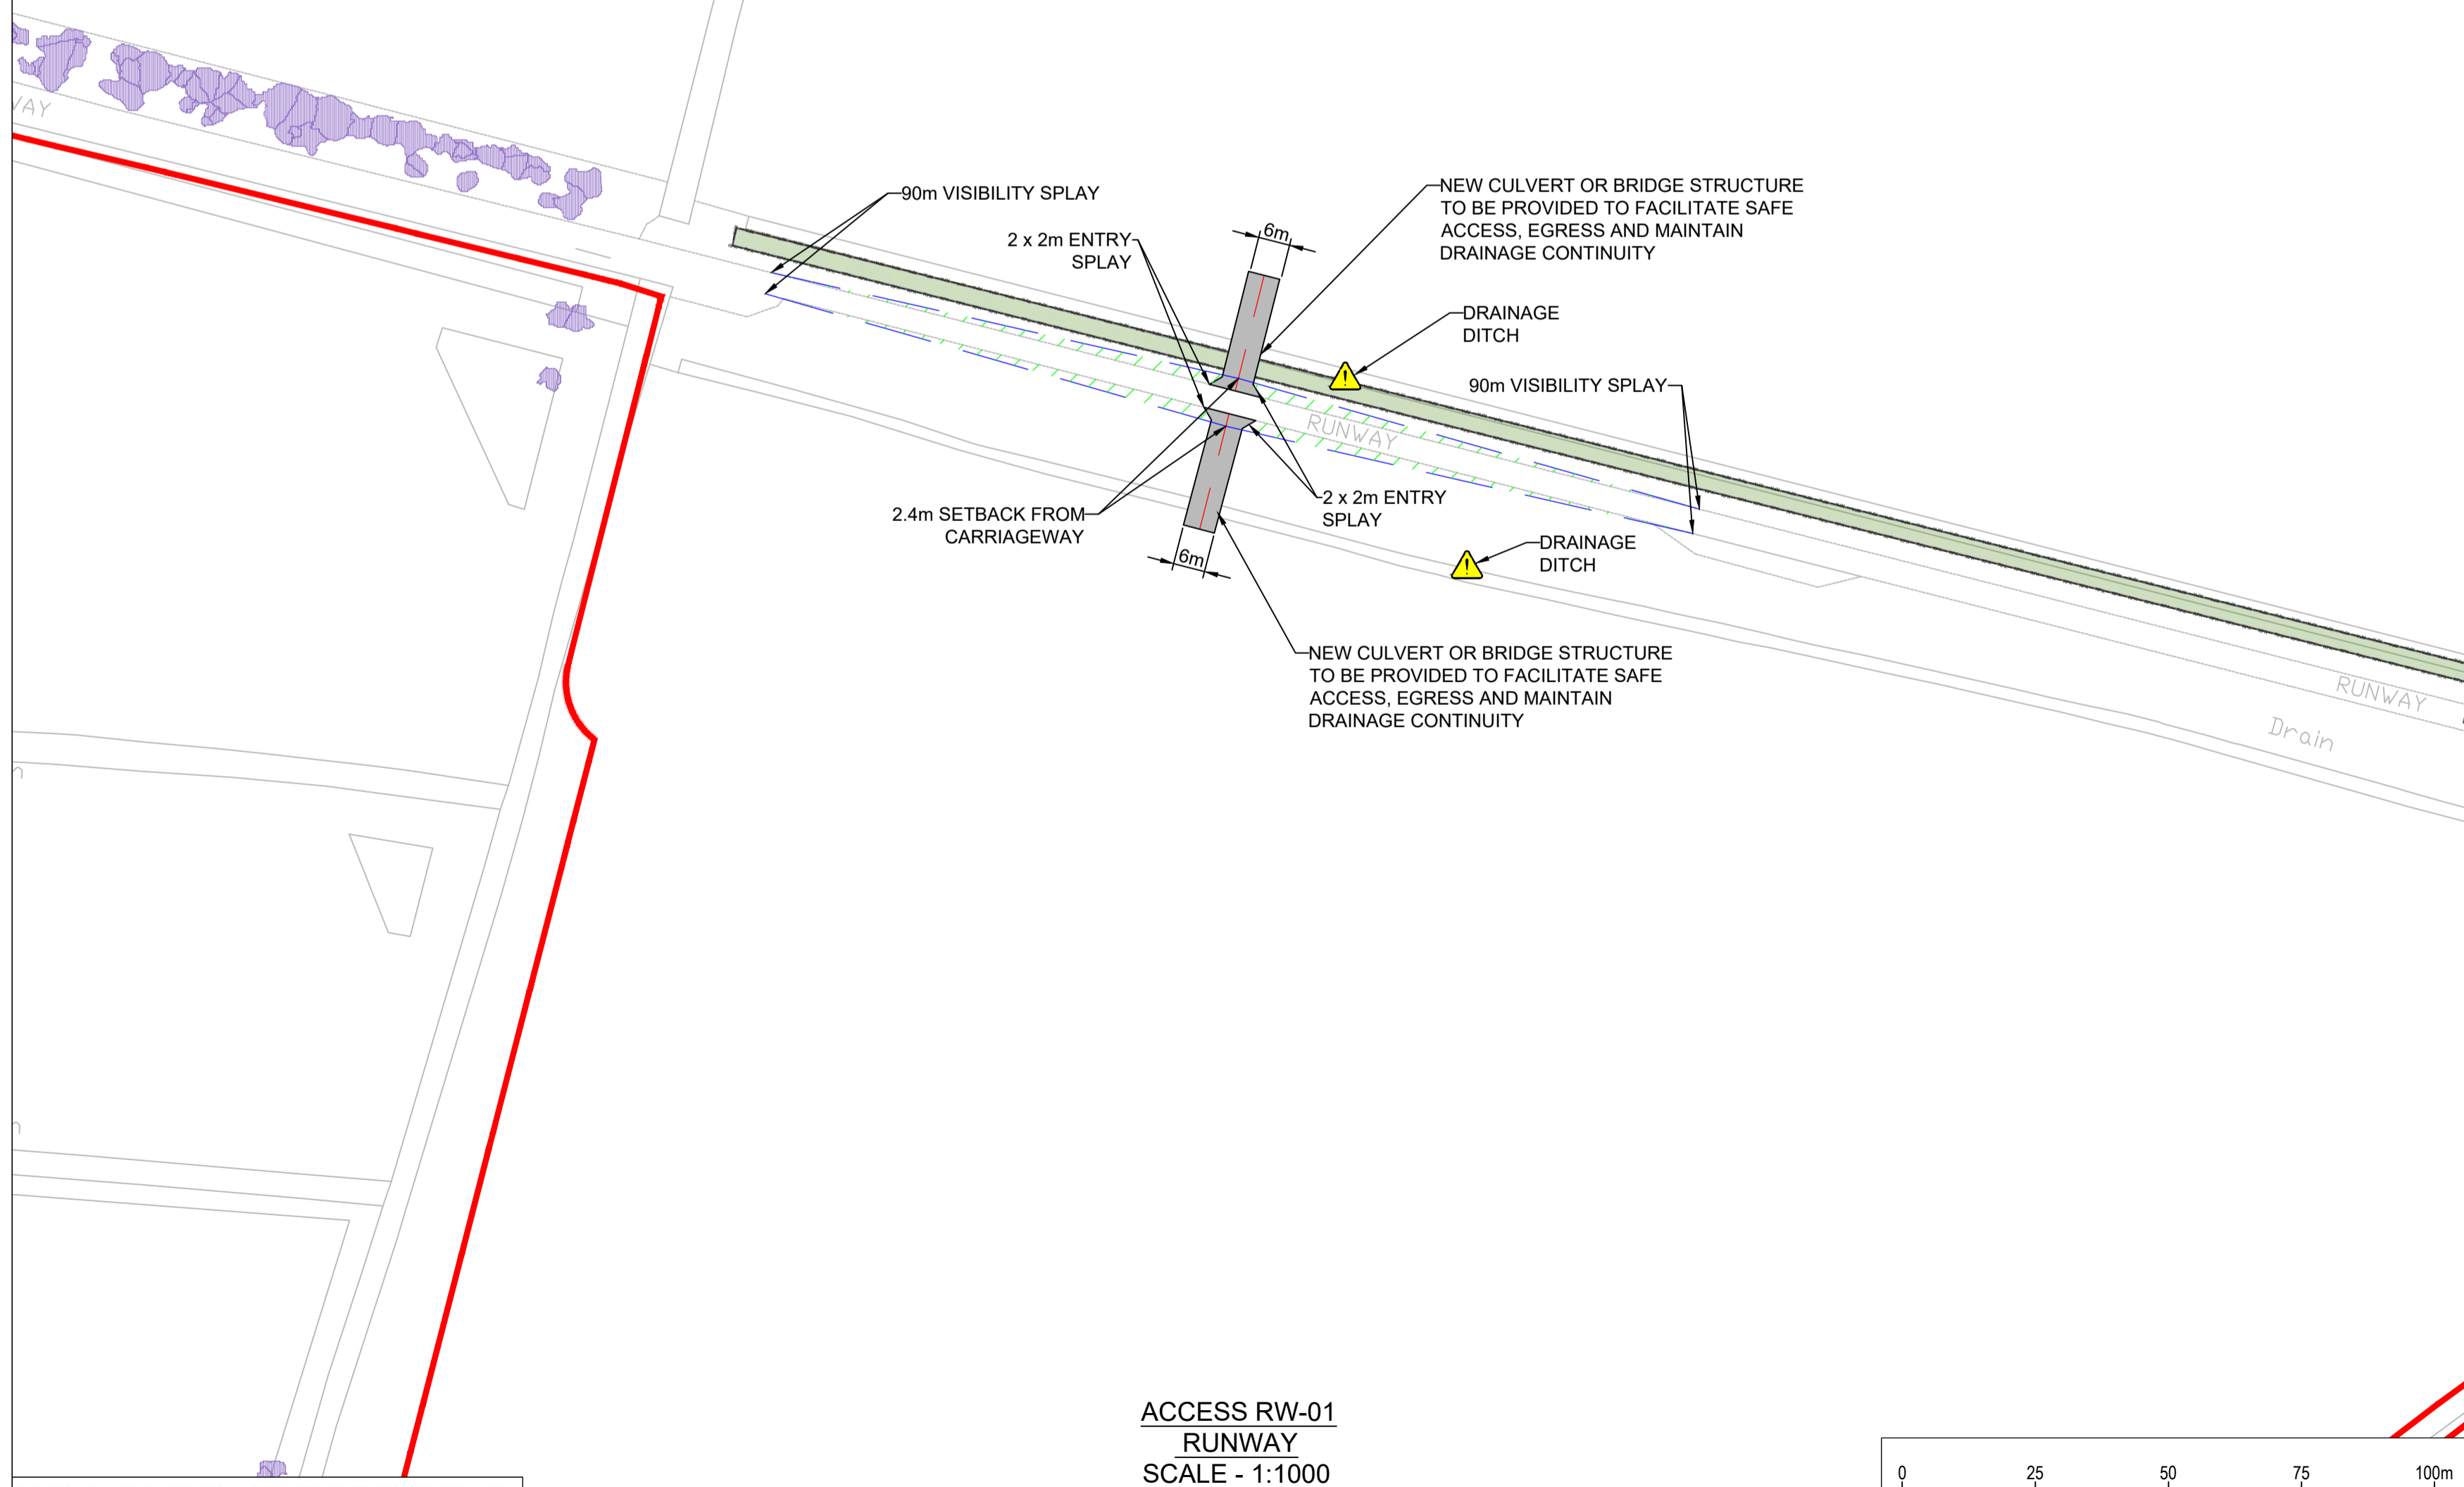 90m VISIBILITY SPLAY
2 x 2m ENTRY
SPLAY
6m
NEW CULVERT OR BRIDGE STRUCTURE
TO BE PROVIDED TO FACILITATE SAFE
ACCESS, EGRESS AND MAINTAIN
DRAINAGE CONTINUITY
DRAINAGE
DITCH
90m VISIBILITY SPLAY
RUNWAY
2 x 2m ENTRY
SPLAY
2.4m SETBACK FROM
CARRIAGEWAY
6m
DRAINAGE
DITCH
NEW CULVERT OR BRIDGE STRUCTURE
TO BE PROVIDED TO FACILITATE SAFE
ACCESS, EGRESS AND MAINTAIN
DRAINAGE CONTINUITY
RUNWAY
Drain
ACCESS RW-01
RUNWAY
SCALE - 1:1000
0 25 50 75 100m